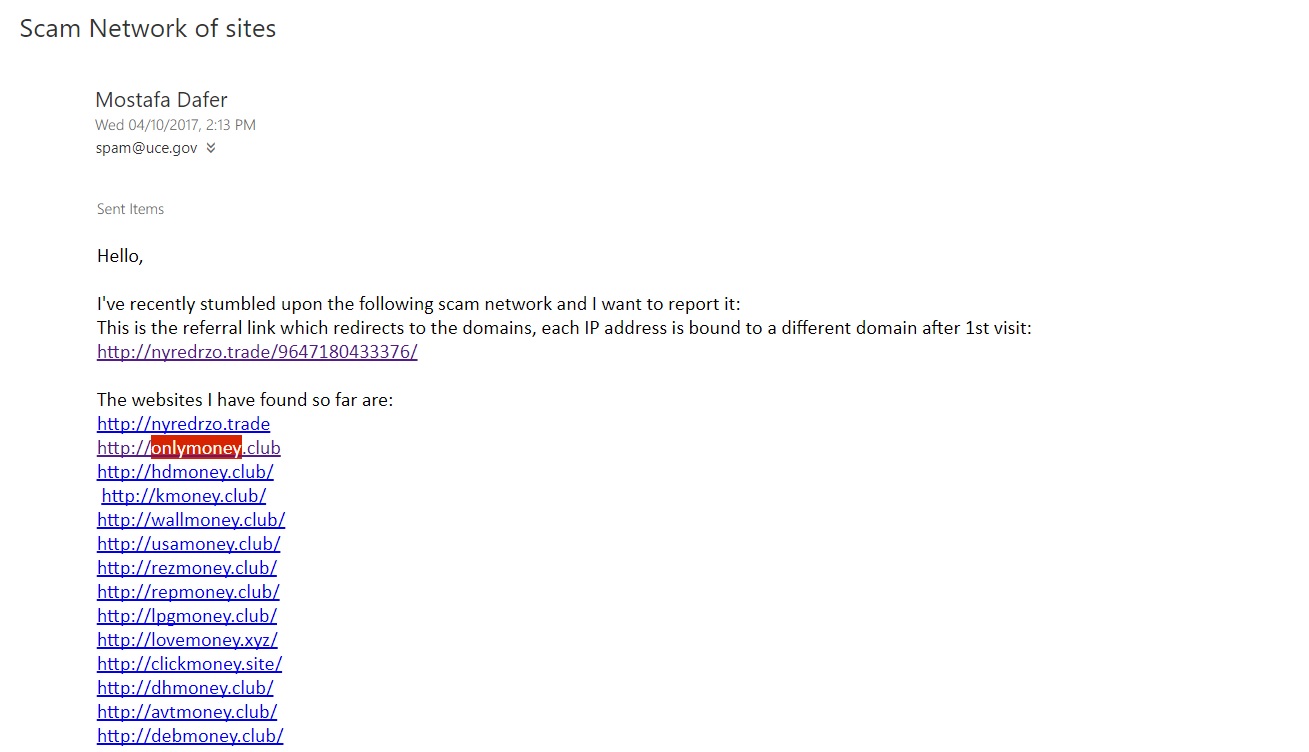 Scam Network of sites
Mostafa Dafer
Wed 04/10/2017, 2:13 PM
spam@uce.gov
Sent Items
Hello,
I've recently stumbled upon the following scam network and I want to report it:
This is the referral link which redirects to the domains, each IP address is bound to a different domain after 1st visit:
http://nyredrzo.trade/9647180433376/
The websites I have found so far are:
http://nyredrzo.trade
http://onlymoney.club
http://hdmoney.club/
http://kmoney.club/
http://wallmoney.club/
http://usamoney.club/
http://rezmoney.club/
http://repmoney.club/
http://lpgmoney.club/
http://lovemoney.xyz/
http://clickmoney.site/
http://dhmoney.club/
http://avtmoney.club/
http://debmoney.club/